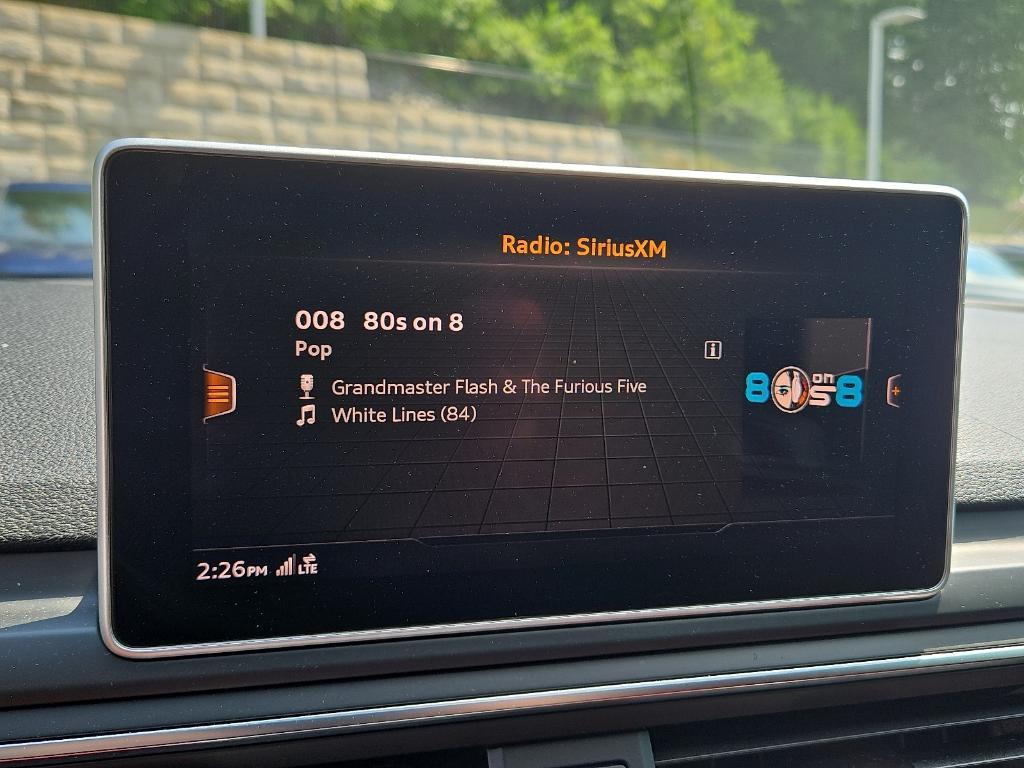 Radio: SiriusXM
008 80s on 8
Pop
i
Grandmaster Flash & The Furious Five
White Lines (84)
8 s on 8
+
2:26PM LTE